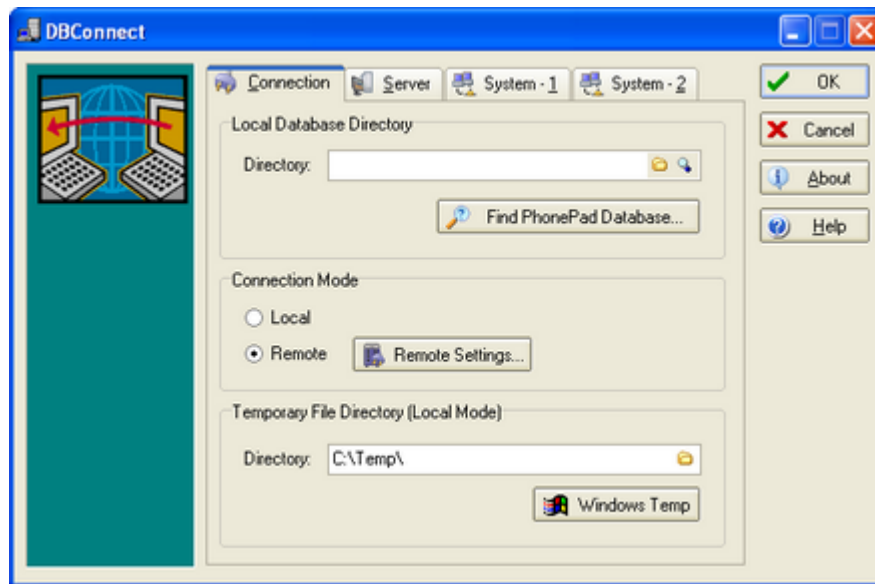 DBConnect
Connection Server System - 1 System - 2
Local Database Directory
Directory:
Find PhonePad Database...
Connection Mode
Local
Remote Remote Settings...
Temporary File Directory (Local Mode)
Directory: C:\Temp\
Windows Temp
OK
Cancel
About
Help